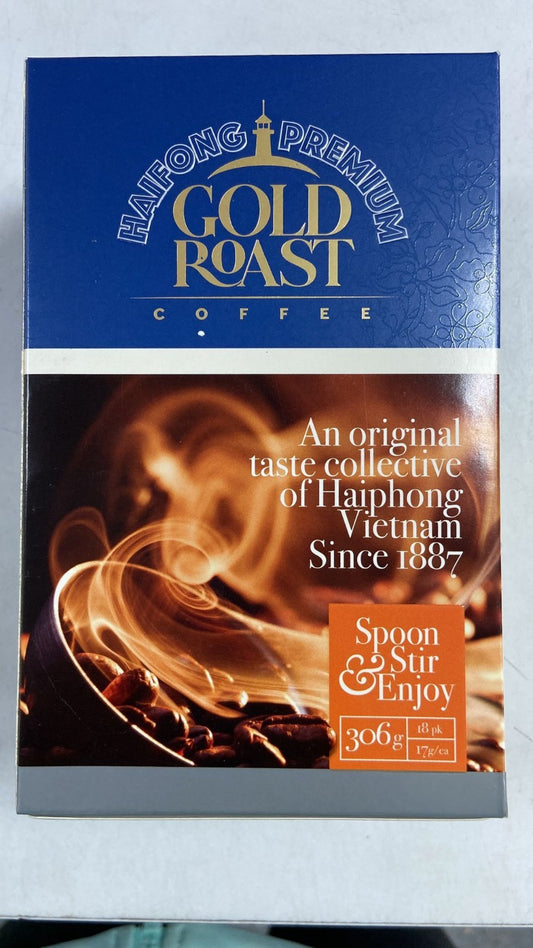 HAIFONG PREMIUM
GOLD
ROAST
COFFEE
An original
taste collective
of Haiphong
Vietnam
Since 1887
Spoon
& Stir
Enjoy
306g
18 pk
17g/ea